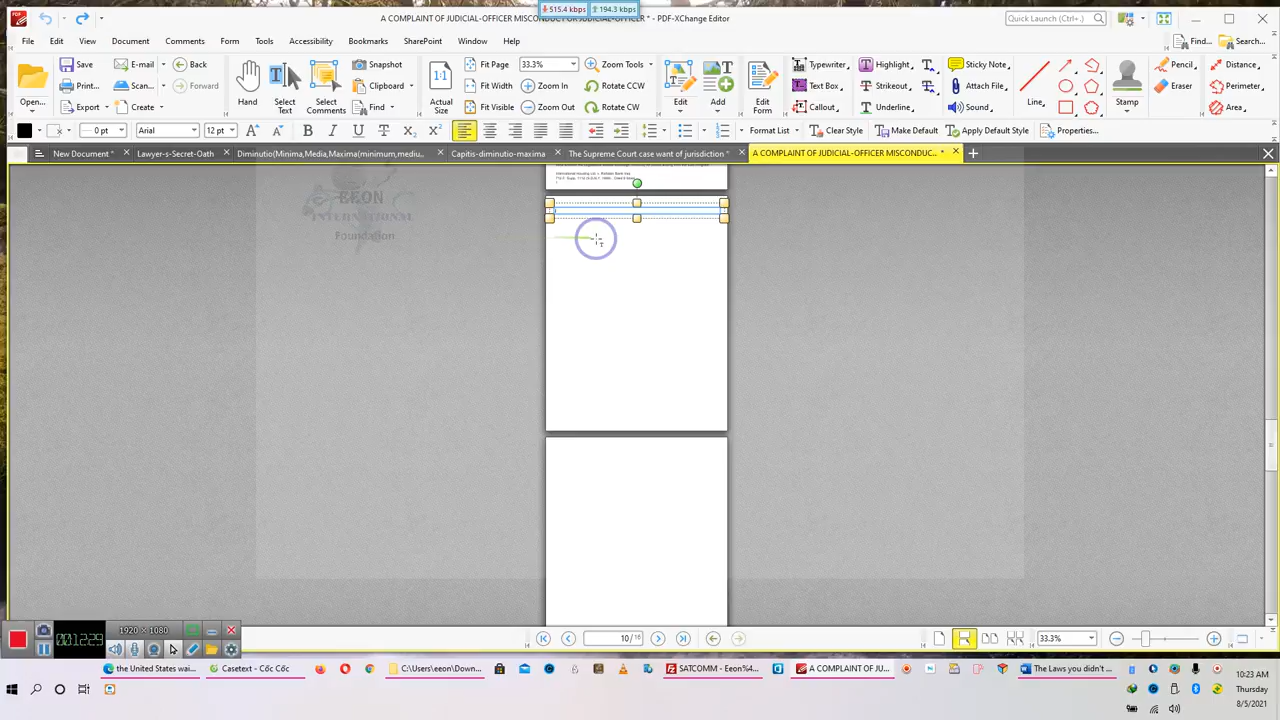 515.4 kbps 194.3 kbps
A COMPLAINT OF JUDICIAL-OFFICER MISCONDUCT OR JUDICIAL-OFFICER * - PDF-XChange Editor
Quick Launch (Ctrl+.)
File Edit View Document Comments Form Tools Accessibility Bookmarks SharePoint Window Help
Find... Search...
Save E-mail Back Snapshot Fit Page 33.3% Zoom Tools Typewriter Highlight Sticky Note Pencil Distance
Open... Print... Scan... Forward Hand Select Text Select Comments Clipboard Actual Size Fit Width Zoom In Rotate CCW Edit Add Edit Form Text Box Strikeout Attach File Line Stamp Eraser Perimeter
Export Create Find Fit Visible Zoom Out Rotate CW Callout Underline Sound Area
0 pt Arial 12 pt Format List Clear Style Make Default Apply Default Style Properties...
New Document * Lawyer-s-Secret-Oath Diminutio(Minima,Media,Maxima(minimum,mediu... Capitis-diminutio-maxima The Supreme Court case want of jurisdiction * A COMPLAINT OF JUDICIAL-OFFICER MISCONDUC... *
EEON
Foundation
10 / 16
33.3%
00:12:29 1920 × 1080
the United States wai... Casetext - Cốc Cốc C:\Users\eeon\Down... SATCOMM - Eeon%4... A COMPLAINT OF JU... The Laws you didn't ...
10:23 AM
Thursday
8/5/2021